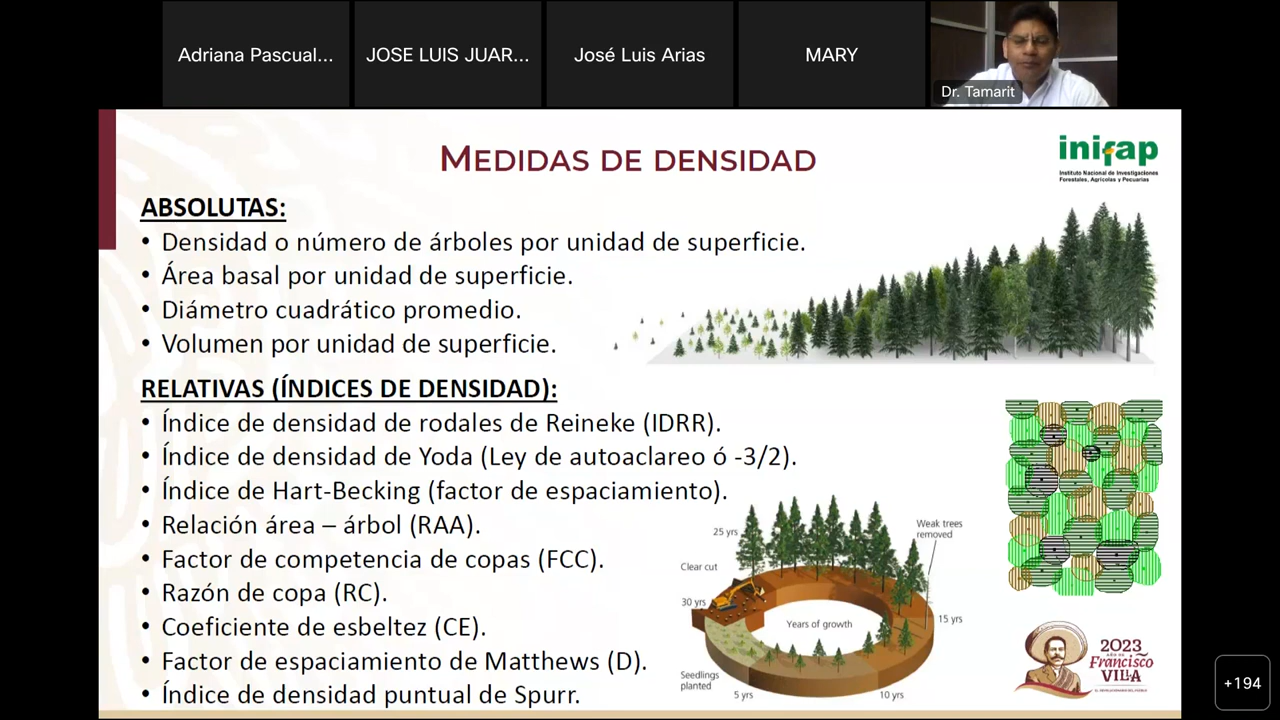 Adriana Pascual...
JOSE LUIS JUAR...
José Luis Arias
MARY
Dr. Tamarit
MEDIDAS DE DENSIDAD
inifap
Instituto Nacional de Investigaciones
Forestales, Agrícolas y Pecuarias
ABSOLUTAS:
• Densidad o número de árboles por unidad de superficie.
• Área basal por unidad de superficie.
• Diámetro cuadrático promedio.
• Volumen por unidad de superficie.
RELATIVAS (ÍNDICES DE DENSIDAD):
• Índice de densidad de rodales de Reineke (IDRR).
• Índice de densidad de Yoda (Ley de autoaclareo ó -3/2).
• Índice de Hart-Becking (factor de espaciamiento).
• Relación área – árbol (RAA).
• Factor de competencia de copas (FCC).
• Razón de copa (RC).
• Coeficiente de esbeltez (CE).
• Factor de espaciamiento de Matthews (D).
• Índice de densidad puntual de Spurr.
25 yrs
Weak trees
removed
Clear cut
30 yrs
Years of growth
15 yrs
Seedlings
planted
5 yrs
10 yrs
2023
AÑO DE
Francisco
VILLA
EL REVOLUCIONARIO DEL PUEBLO
+194